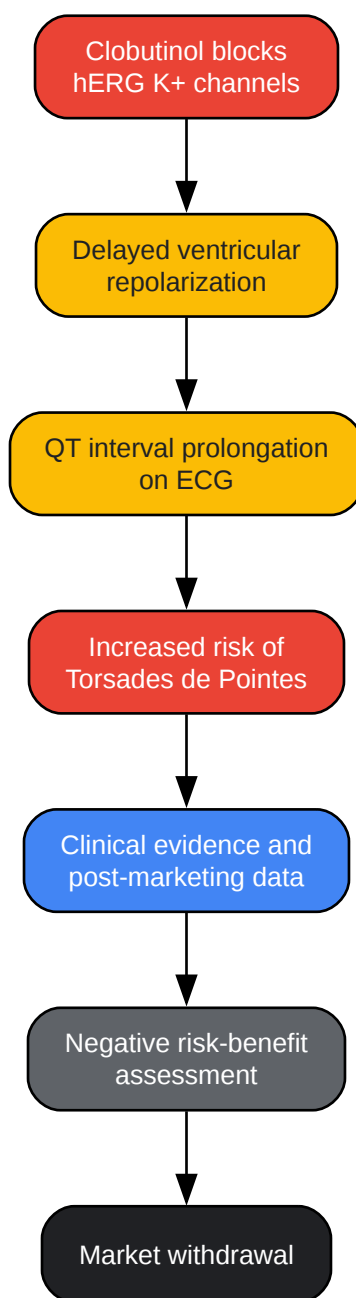 Clobutinol blocks
hERG K+ channels
Delayed ventricular
repolarization
QT interval prolongation
on ECG
Increased risk of
Torsades de Pointes
Clinical evidence and
post-marketing data
Negative risk-benefit
assessment
Market withdrawal